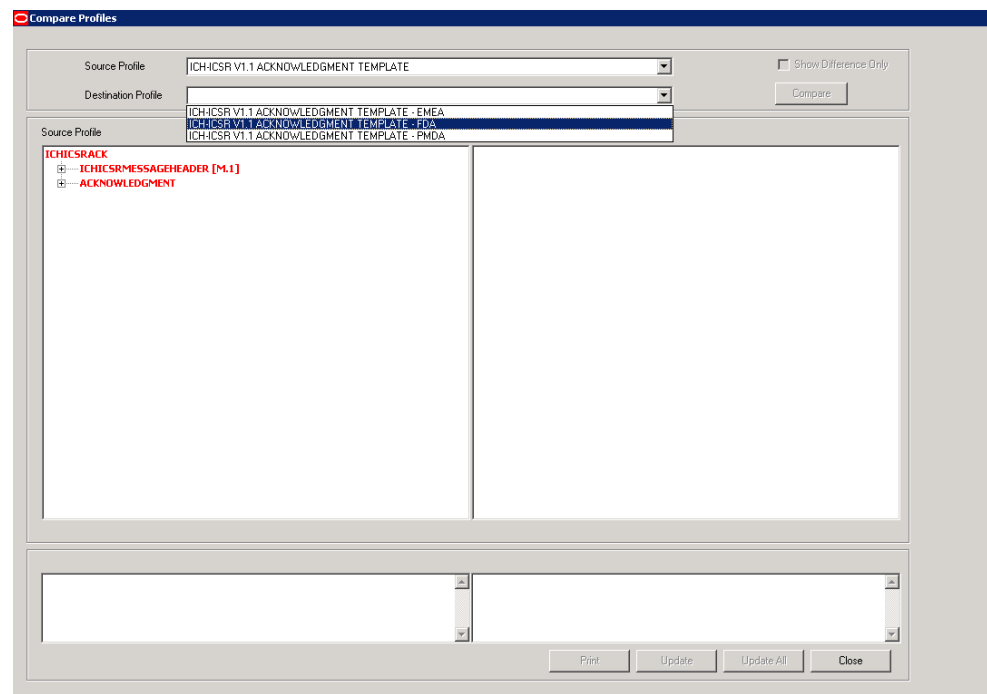 Compare Profiles
Source Profile ICH-ICSR V1.1 ACKNOWLEDGMENT TEMPLATE Show Difference Only
Destination Profile Compare
ICH-ICSR V1.1 ACKNOWLEDGMENT TEMPLATE - EMEA
ICH-ICSR V1.1 ACKNOWLEDGMENT TEMPLATE - FDA
ICH-ICSR V1.1 ACKNOWLEDGMENT TEMPLATE - PMDA
Source Profile
ICHICSRACK
ICHICSRMESSAGEHEADER [M.1]
ACKNOWLEDGMENT
Print Update Update All Close